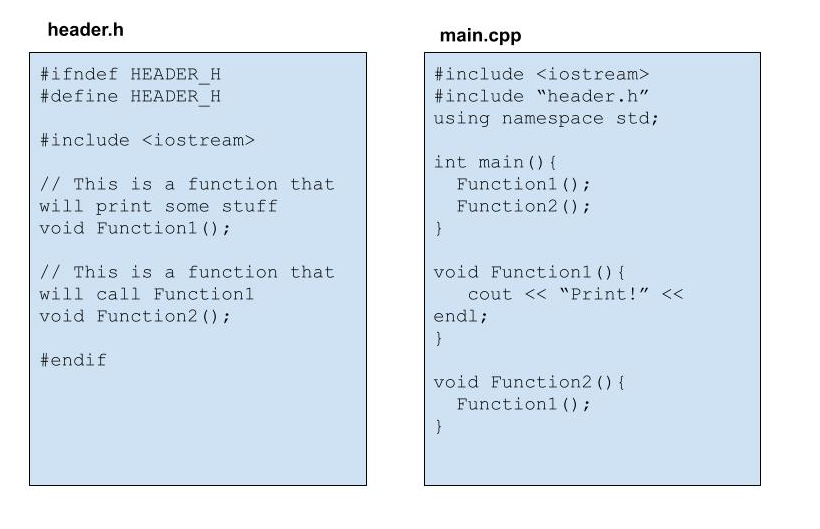 header.h
#ifndef HEADER_H
#define HEADER_H
#include <iostream>
// This is a function that
will print some stuff
void Function1();
// This is a function that
will call Function1
void Function2();
#endif
main.cpp
#include <iostream>
#include “header.h”
using namespace std;
int main(){
Function1();
Function2();
}
void Function1(){
cout << “Print!” <<
endl;
}
void Function2(){
Function1();
}